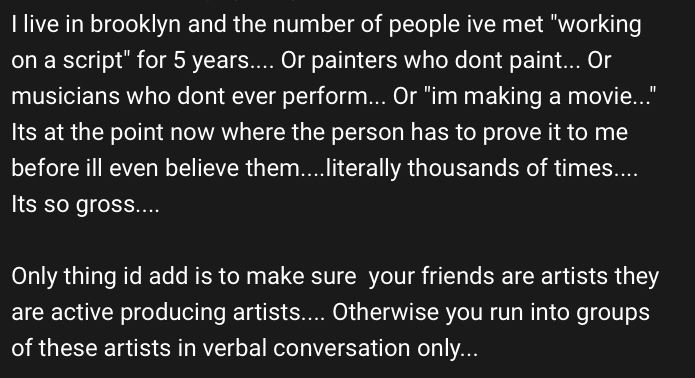 I live in brooklyn and the number of people ive met "working
on a script" for 5 years.... Or painters who dont paint... Or
musicians who dont ever perform... Or "im making a movie..."
Its at the point now where the person has to prove it to me
before ill even believe them....literally thousands of times....
Its so gross....
Only thing id add is to make sure  your friends are artists they
are active producing artists.... Otherwise you run into groups
of these artists in verbal conversation only...